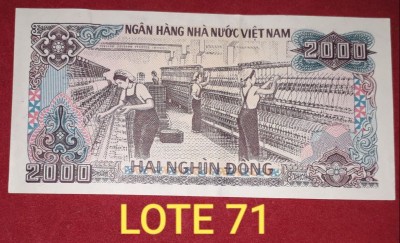 NGÂN HÀNG NHÀ NƯỚC VIỆT NAM
2000
HAI NGHÌN ĐỒNG
2000
LOTE 71